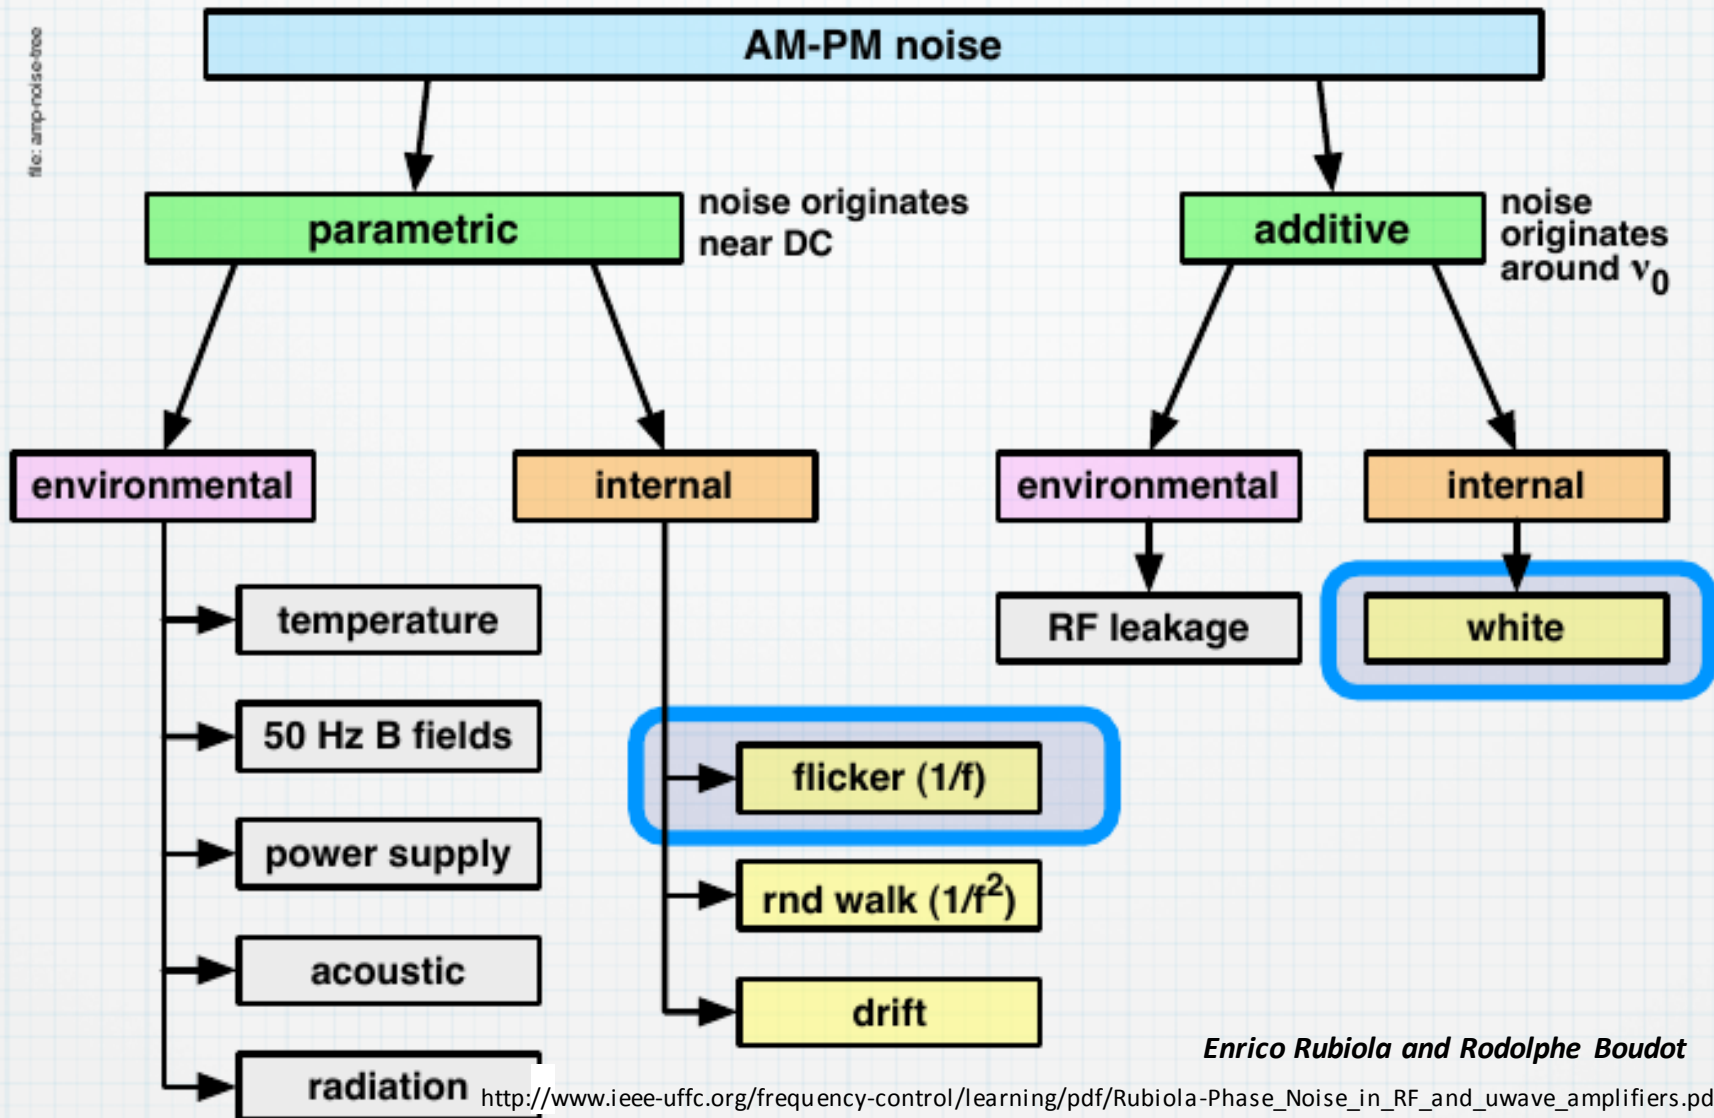 file: amp-noise-tree
AM-PM noise
parametric
noise originates
near DC
additive
noise
originates
around ν₀
environmental
internal
environmental
internal
temperature
50 Hz B fields
power supply
acoustic
radiation
flicker (1/f)
rnd walk (1/f²)
drift
RF leakage
white
Enrico Rubiola and Rodolphe Boudot
http://www.ieee-uffc.org/frequency-control/learning/pdf/Rubiola-Phase_Noise_in_RF_and_uwave_amplifiers.pd